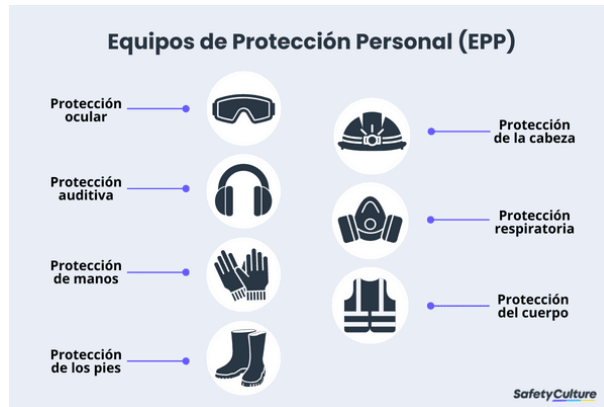 Equipos de Protección Personal (EPP)
Protección
ocular
Protección
auditiva
Protección
de manos
Protección
de los pies
Protección
de la cabeza
Protección
respiratoria
Protección
del cuerpo
SafetyCulture